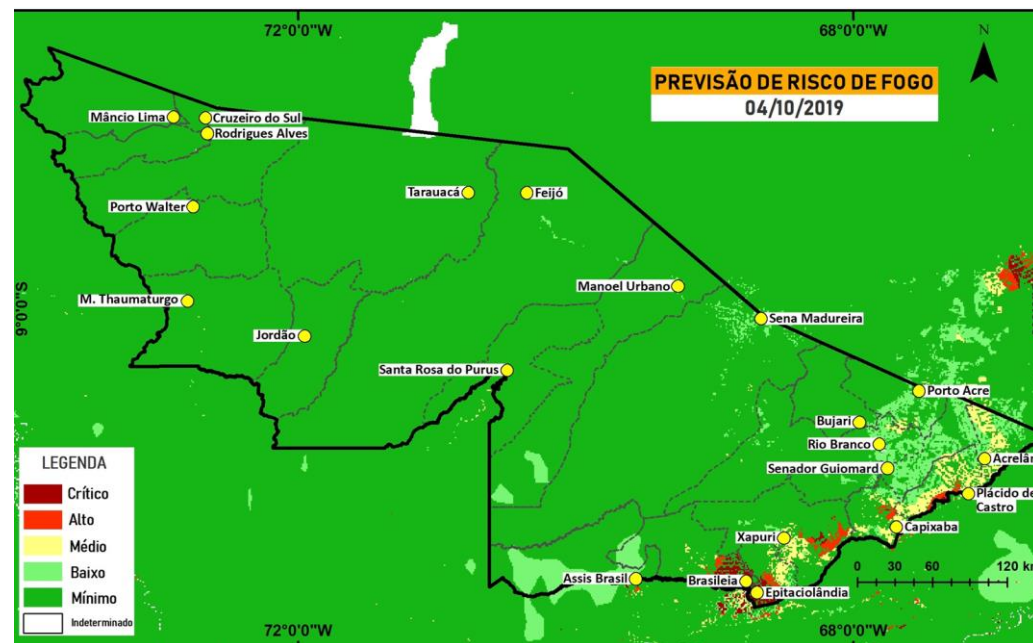 72°0'0"W
68°0'0"W
N
PREVISÃO DE RISCO DE FOGO
04/10/2019
Mâncio Lima
Cruzeiro do Sul
Rodrigues Alves
Tarauacá
Feijó
Porto Walter
Manoel Urbano
M. Thaumaturgo
9°0'0"S
Sena Madureira
Jordão
Santa Rosa do Purus
Porto Acre
Bujari
Rio Branco
Acrelân
Senador Guiomard
Plácido de
Castro
Capixaba
Xapuri
Assis Brasil
Brasileia
Epitaciolândia
0 30 60 120 km
LEGENDA
Crítico
Alto
Médio
Baixo
Mínimo
Indeterminado
72°0'0"W
68°0'0"W